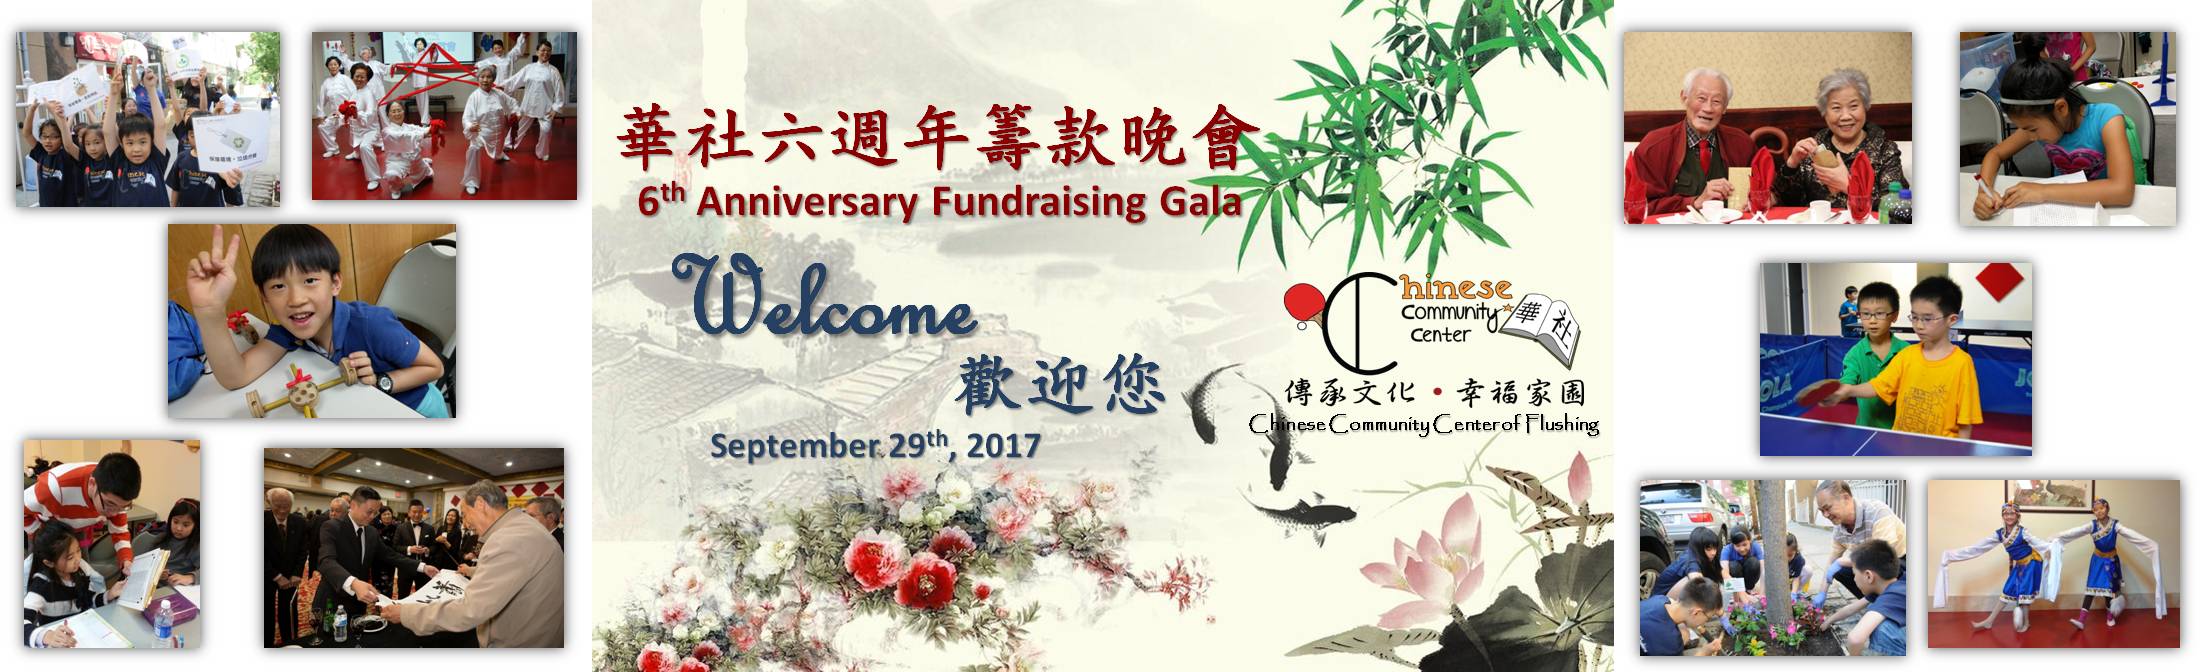 華社六週年籌款晚會
6th Anniversary Fundraising Gala
Welcome
歡迎您
September 29th, 2017
Chinese
Community
Center
華社
傳承文化・幸福家園
Chinese Community Center of Flushing